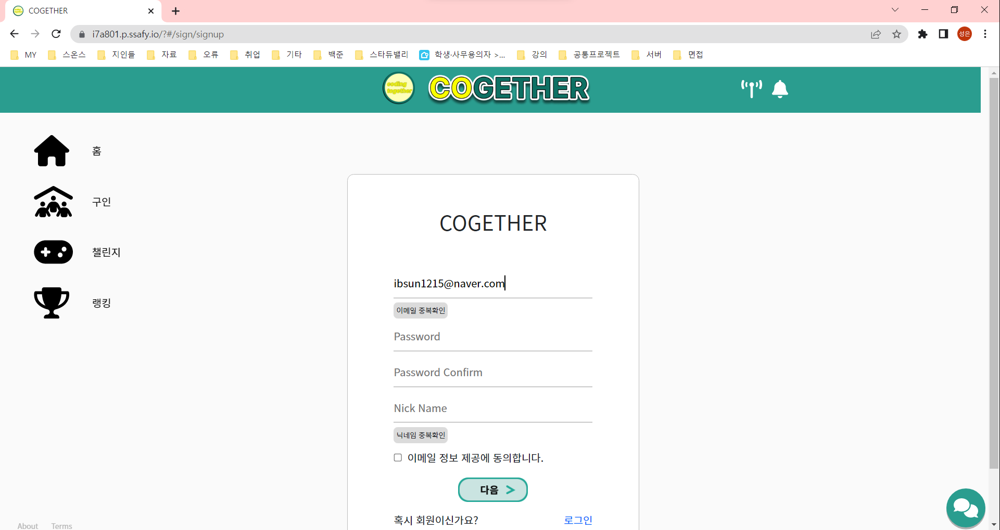 COGETHER
i7a801.p.ssafy.io/?#/sign/signup
성은
MY 스온스 지인들 자료 오류 취업 기타 백준 스타듀밸리 학생·사무용의자 >... 강의 공통프로젝트 서버 면접
coding
together
COGETHER
홈
구인
챌린지
랭킹
COGETHER
ibsun1215@naver.com
이메일 중복확인
Password
Password Confirm
Nick Name
닉네임 중복확인
이메일 정보 제공에 동의합니다.
다음 >
혹시 회원이신가요? 로그인
About Terms